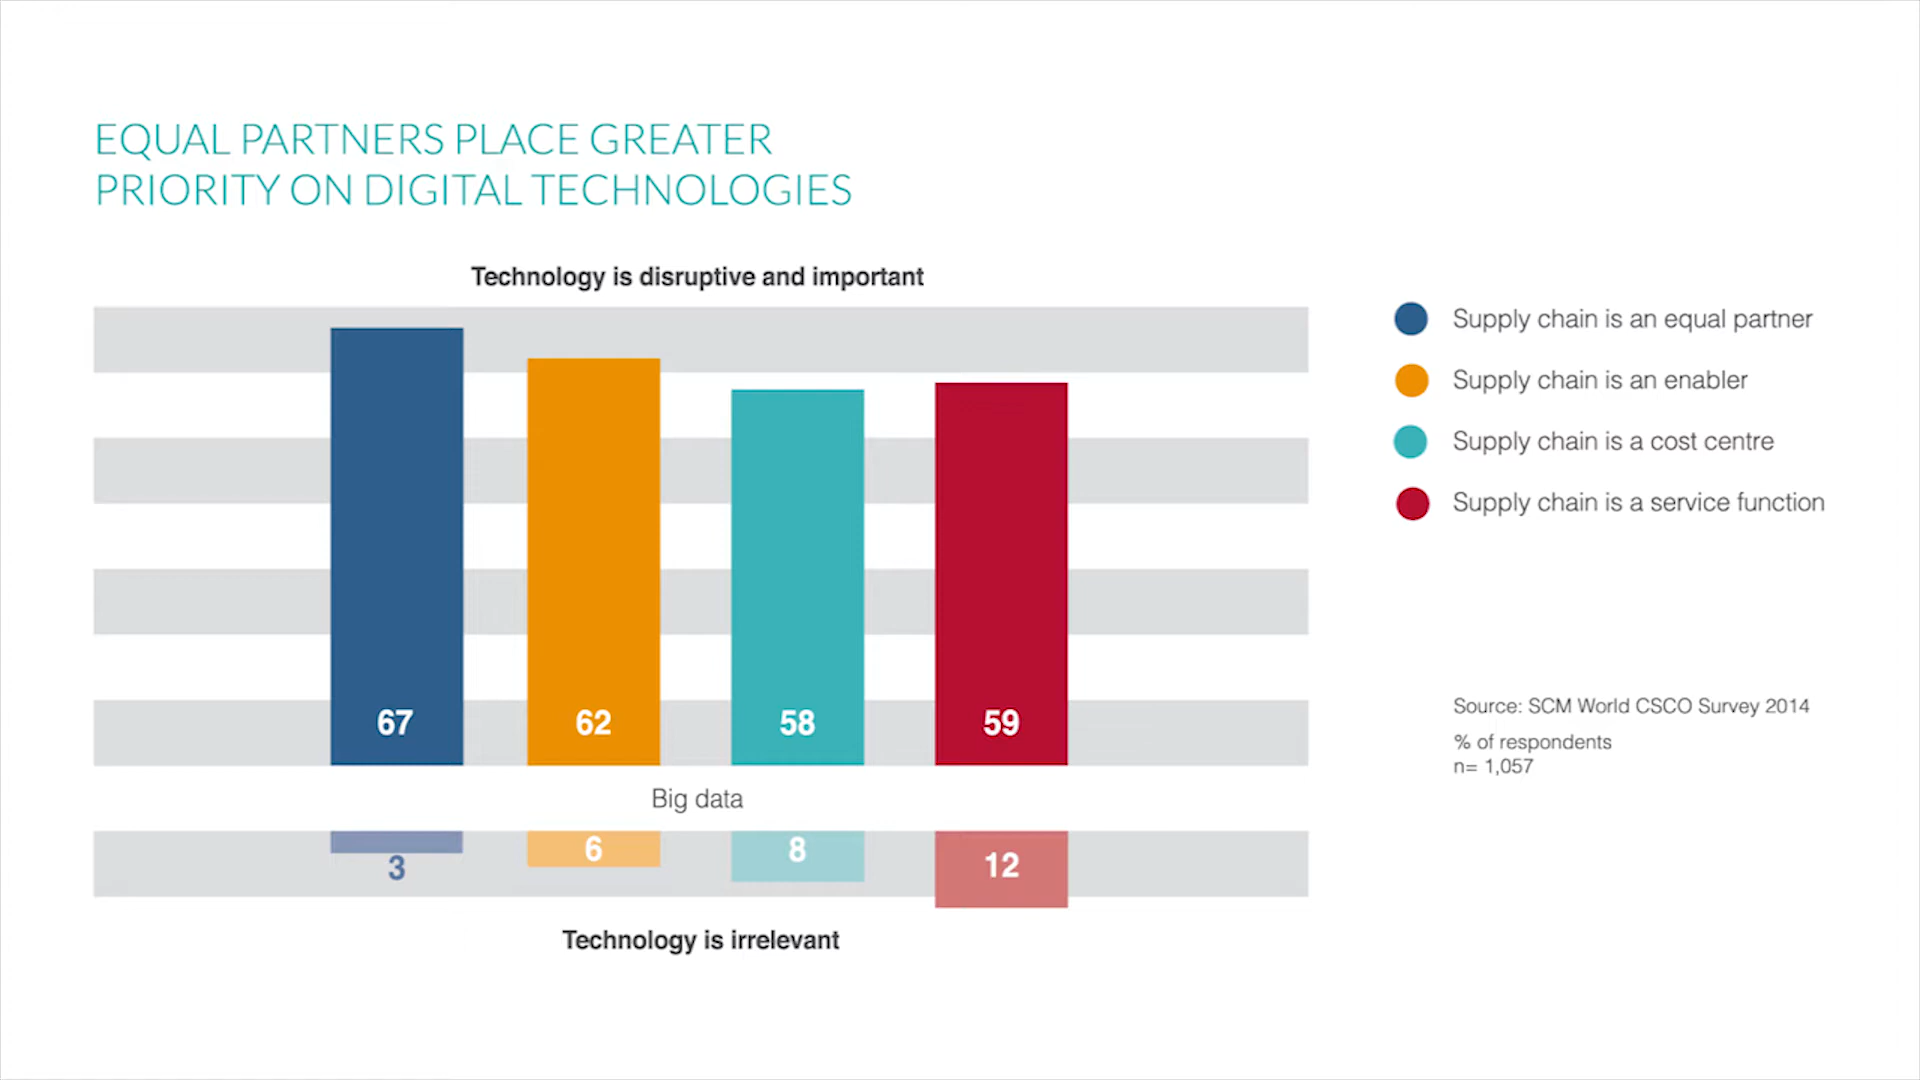 EQUAL PARTNERS PLACE GREATER
PRIORITY ON DIGITAL TECHNOLOGIES
Technology is disruptive and important
67
62
58
59
Big data
3
6
8
12
Technology is irrelevant
Supply chain is an equal partner
Supply chain is an enabler
Supply chain is a cost centre
Supply chain is a service function
Source: SCM World CSCO Survey 2014
% of respondents
n= 1,057